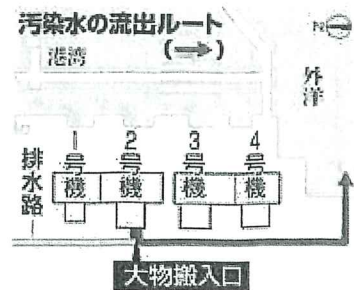 汚染水の流出ルート
(→)
港湾
外洋
排水路
1号機
2号機
3号機
4号機
大物搬入口